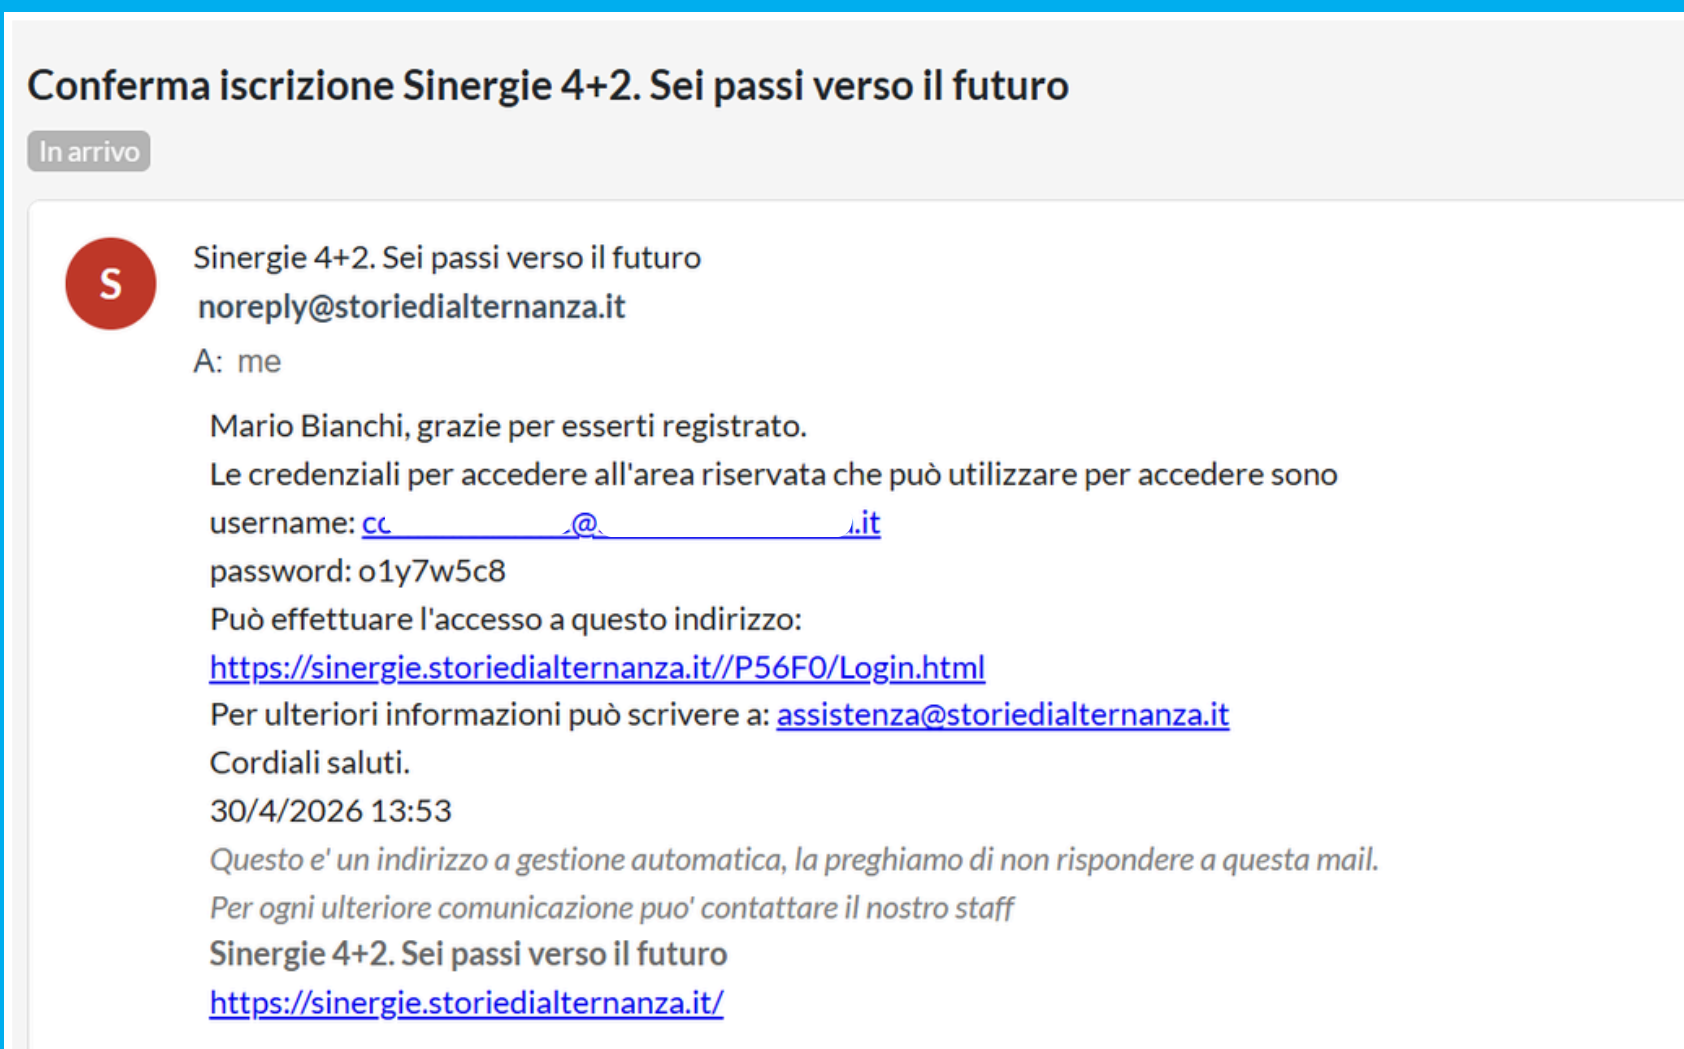 Conferma iscrizione Sinergie 4+2. Sei passi verso il futuro
In arrivo
S
Sinergie 4+2. Sei passi verso il futuro
noreply@storiedialternanza.it
A: me
Mario Bianchi, grazie per esserti registrato.
Le credenziali per accedere all'area riservata che può utilizzare per accedere sono
username: @ .it
password: o1y7w5c8
Può effettuare l'accesso a questo indirizzo:
https://sinergie.storiedialternanza.it//P56F0/Login.html
Per ulteriori informazioni può scrivere a: assistenza@storiedialternanza.it
Cordiali saluti.
30/4/2026 13:53
Questo e' un indirizzo a gestione automatica, la preghiamo di non rispondere a questa mail.
Per ogni ulteriore comunicazione puo' contattare il nostro staff
Sinergie 4+2. Sei passi verso il futuro
https://sinergie.storiedialternanza.it/